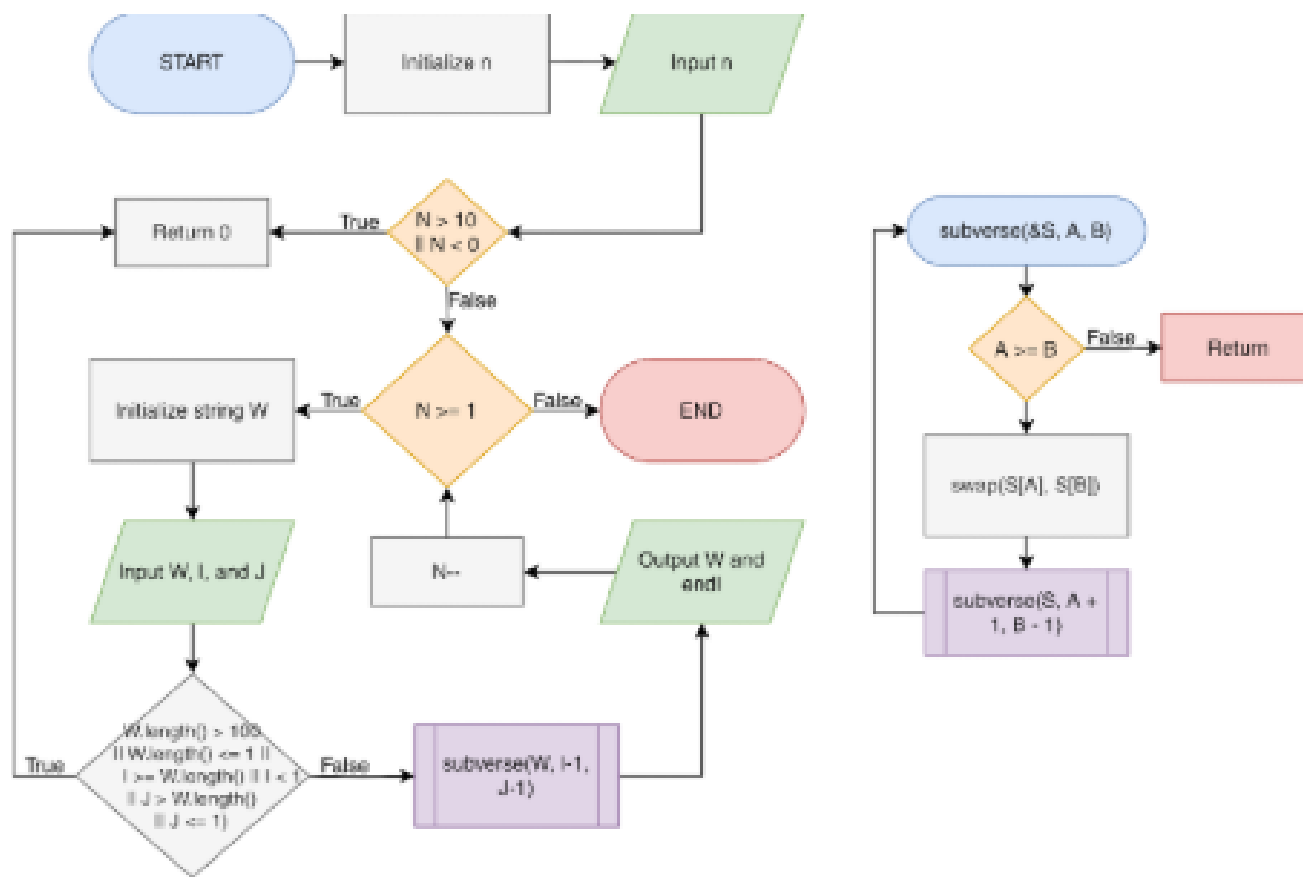 START
Initialize n
Input n
Return 0
True
N > 10
|| N < 0
False
Initialize string W
True
N >= 1
False
END
Input W, I, and J
N--
Output W and
endl
W.length() > 100
|| W.length() <= 1 ||
I >= W.length() || I < 1
|| J > W.length()
|| J <= 1)
True
False
subverse(W, I-1,
J-1)
subverse(&S, A, B)
A >= B
False
Return
swap(S[A], S[B])
subverse(S, A +
1, B - 1)